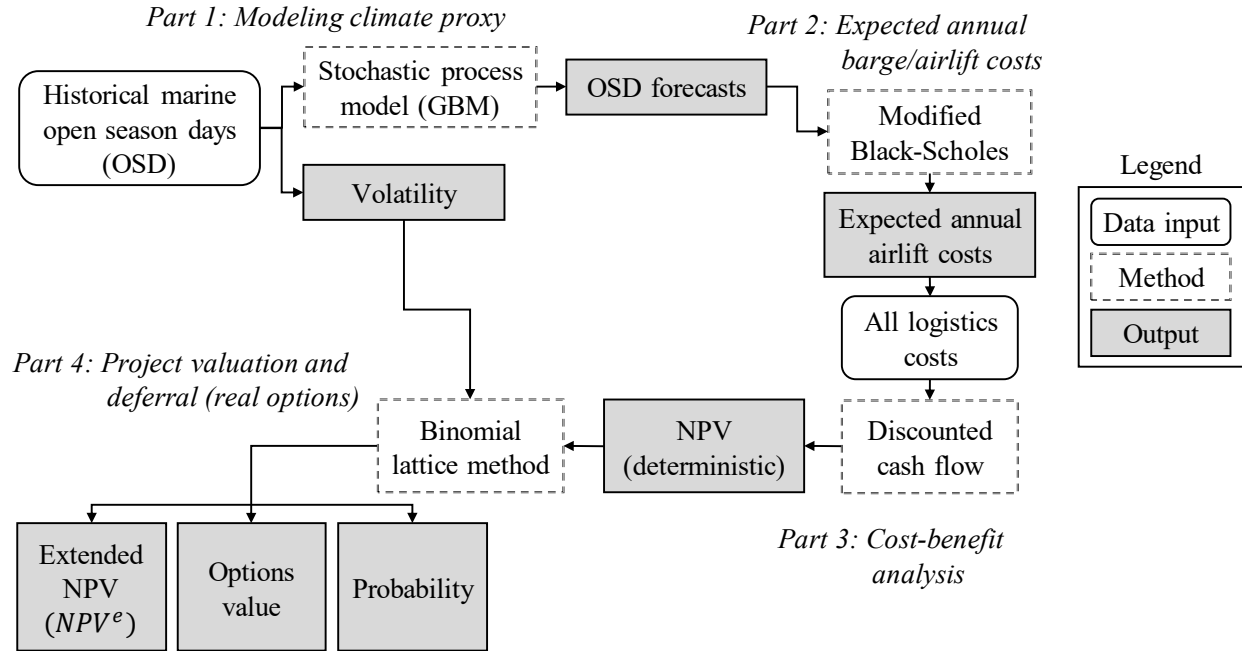 Part 1: Modeling climate proxy
Part 2: Expected annual
barge/airlift costs
Historical marine
open season days
(OSD)
Stochastic process
model (GBM)
OSD forecasts
Modified
Black-Scholes
Volatility
Expected annual
airlift costs
All logistics
costs
Legend
Data input
Method
Output
Part 4: Project valuation and
deferral (real options)
Binomial
lattice method
NPV
(deterministic)
Discounted
cash flow
Part 3: Cost-benefit
analysis
Extended
NPV
(NPVᵉ)
Options
value
Probability